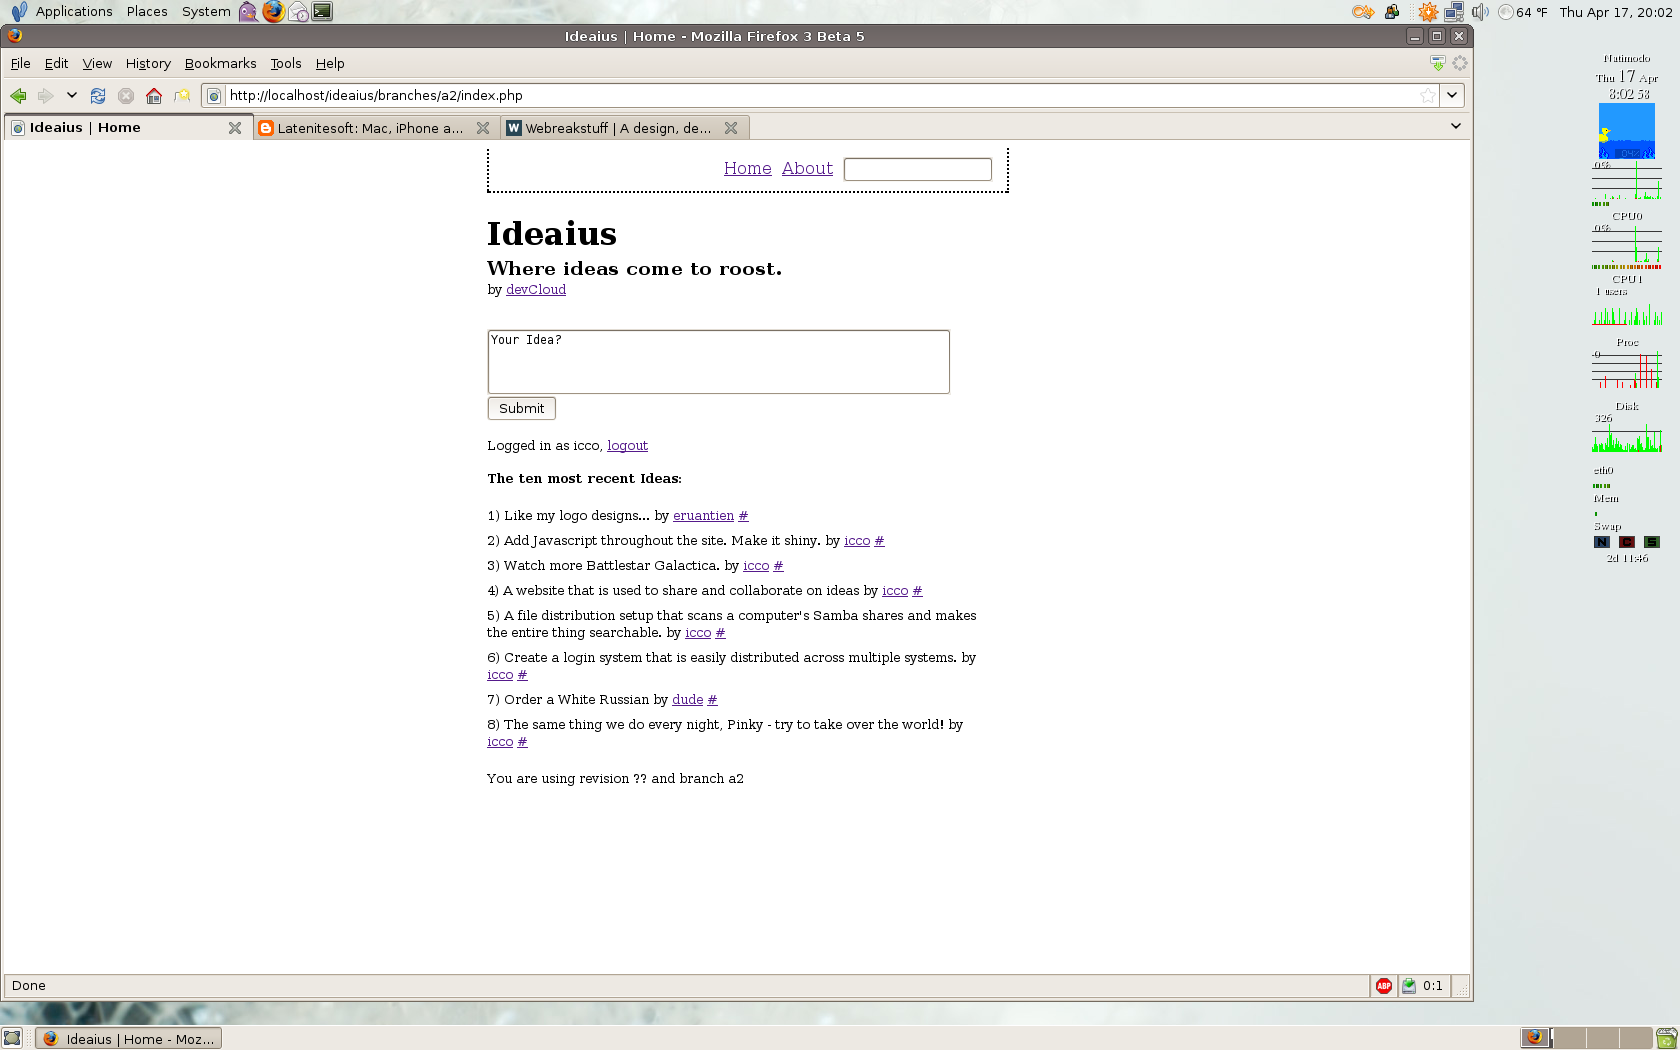 Applications Places System 64 °F Thu Apr 17, 20:02
Ideaius | Home - Mozilla Firefox 3 Beta 5
File Edit View History Bookmarks Tools Help
http://localhost/ideaius/branches/a2/index.php
Ideaius | Home
Latenitesoft: Mac, iPhone a...
Webreakstuff | A design, de...
Home About
Ideaius
Where ideas come to roost.
by devCloud
Your Idea?
Submit
Logged in as icco, logout
The ten most recent Ideas:
1) Like my logo designs... by eruantien #
2) Add Javascript throughout the site. Make it shiny. by icco #
3) Watch more Battlestar Galactica. by icco #
4) A website that is used to share and collaborate on ideas by icco #
5) A file distribution setup that scans a computer's Samba shares and makes
the entire thing searchable. by icco #
6) Create a login system that is easily distributed across multiple systems. by
icco #
7) Order a White Russian by dude #
8) The same thing we do every night, Pinky - try to take over the world! by
icco #
You are using revision ?? and branch a2
Done
ABP
0:1
Ideaius | Home - Moz...
Natimodo
Thu 17 Apr
8:02 58
0%
CPU0
0%
CPU1
1 users
Proc
0
Disk
326
eth0
Mem
Swap
N C S
2d 11:46